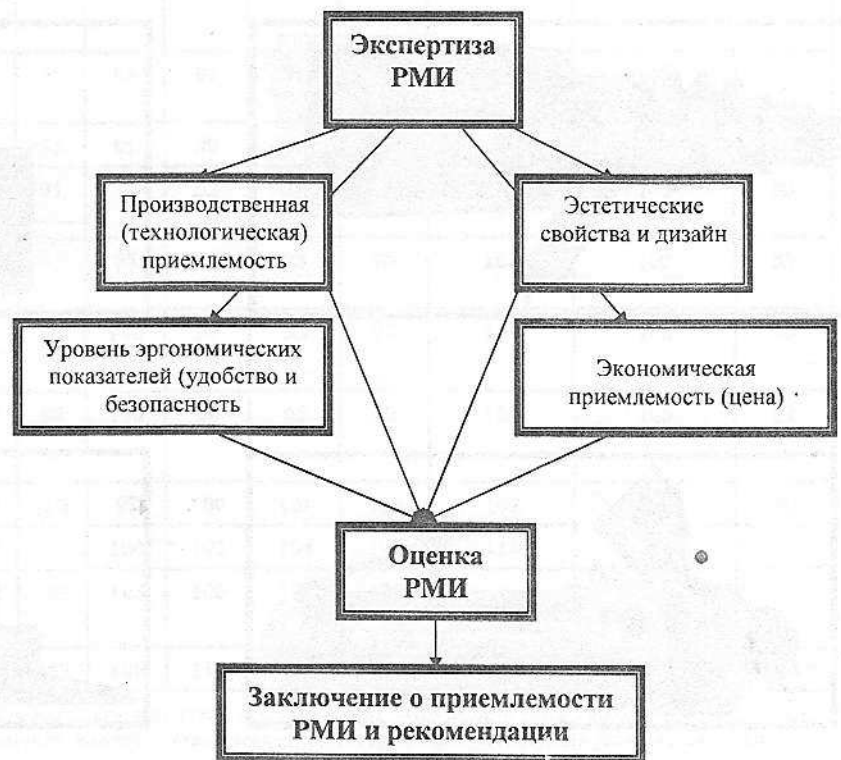 Экспертиза
РМИ
Производственная
(технологическая)
приемлемость
Эстетические
свойства и дизайн
Уровень эргономических
показателей (удобство и
безопасность
Экономическая
приемлемость (цена)
Оценка
РМИ
Заключение о приемлемости
РМИ и рекомендации